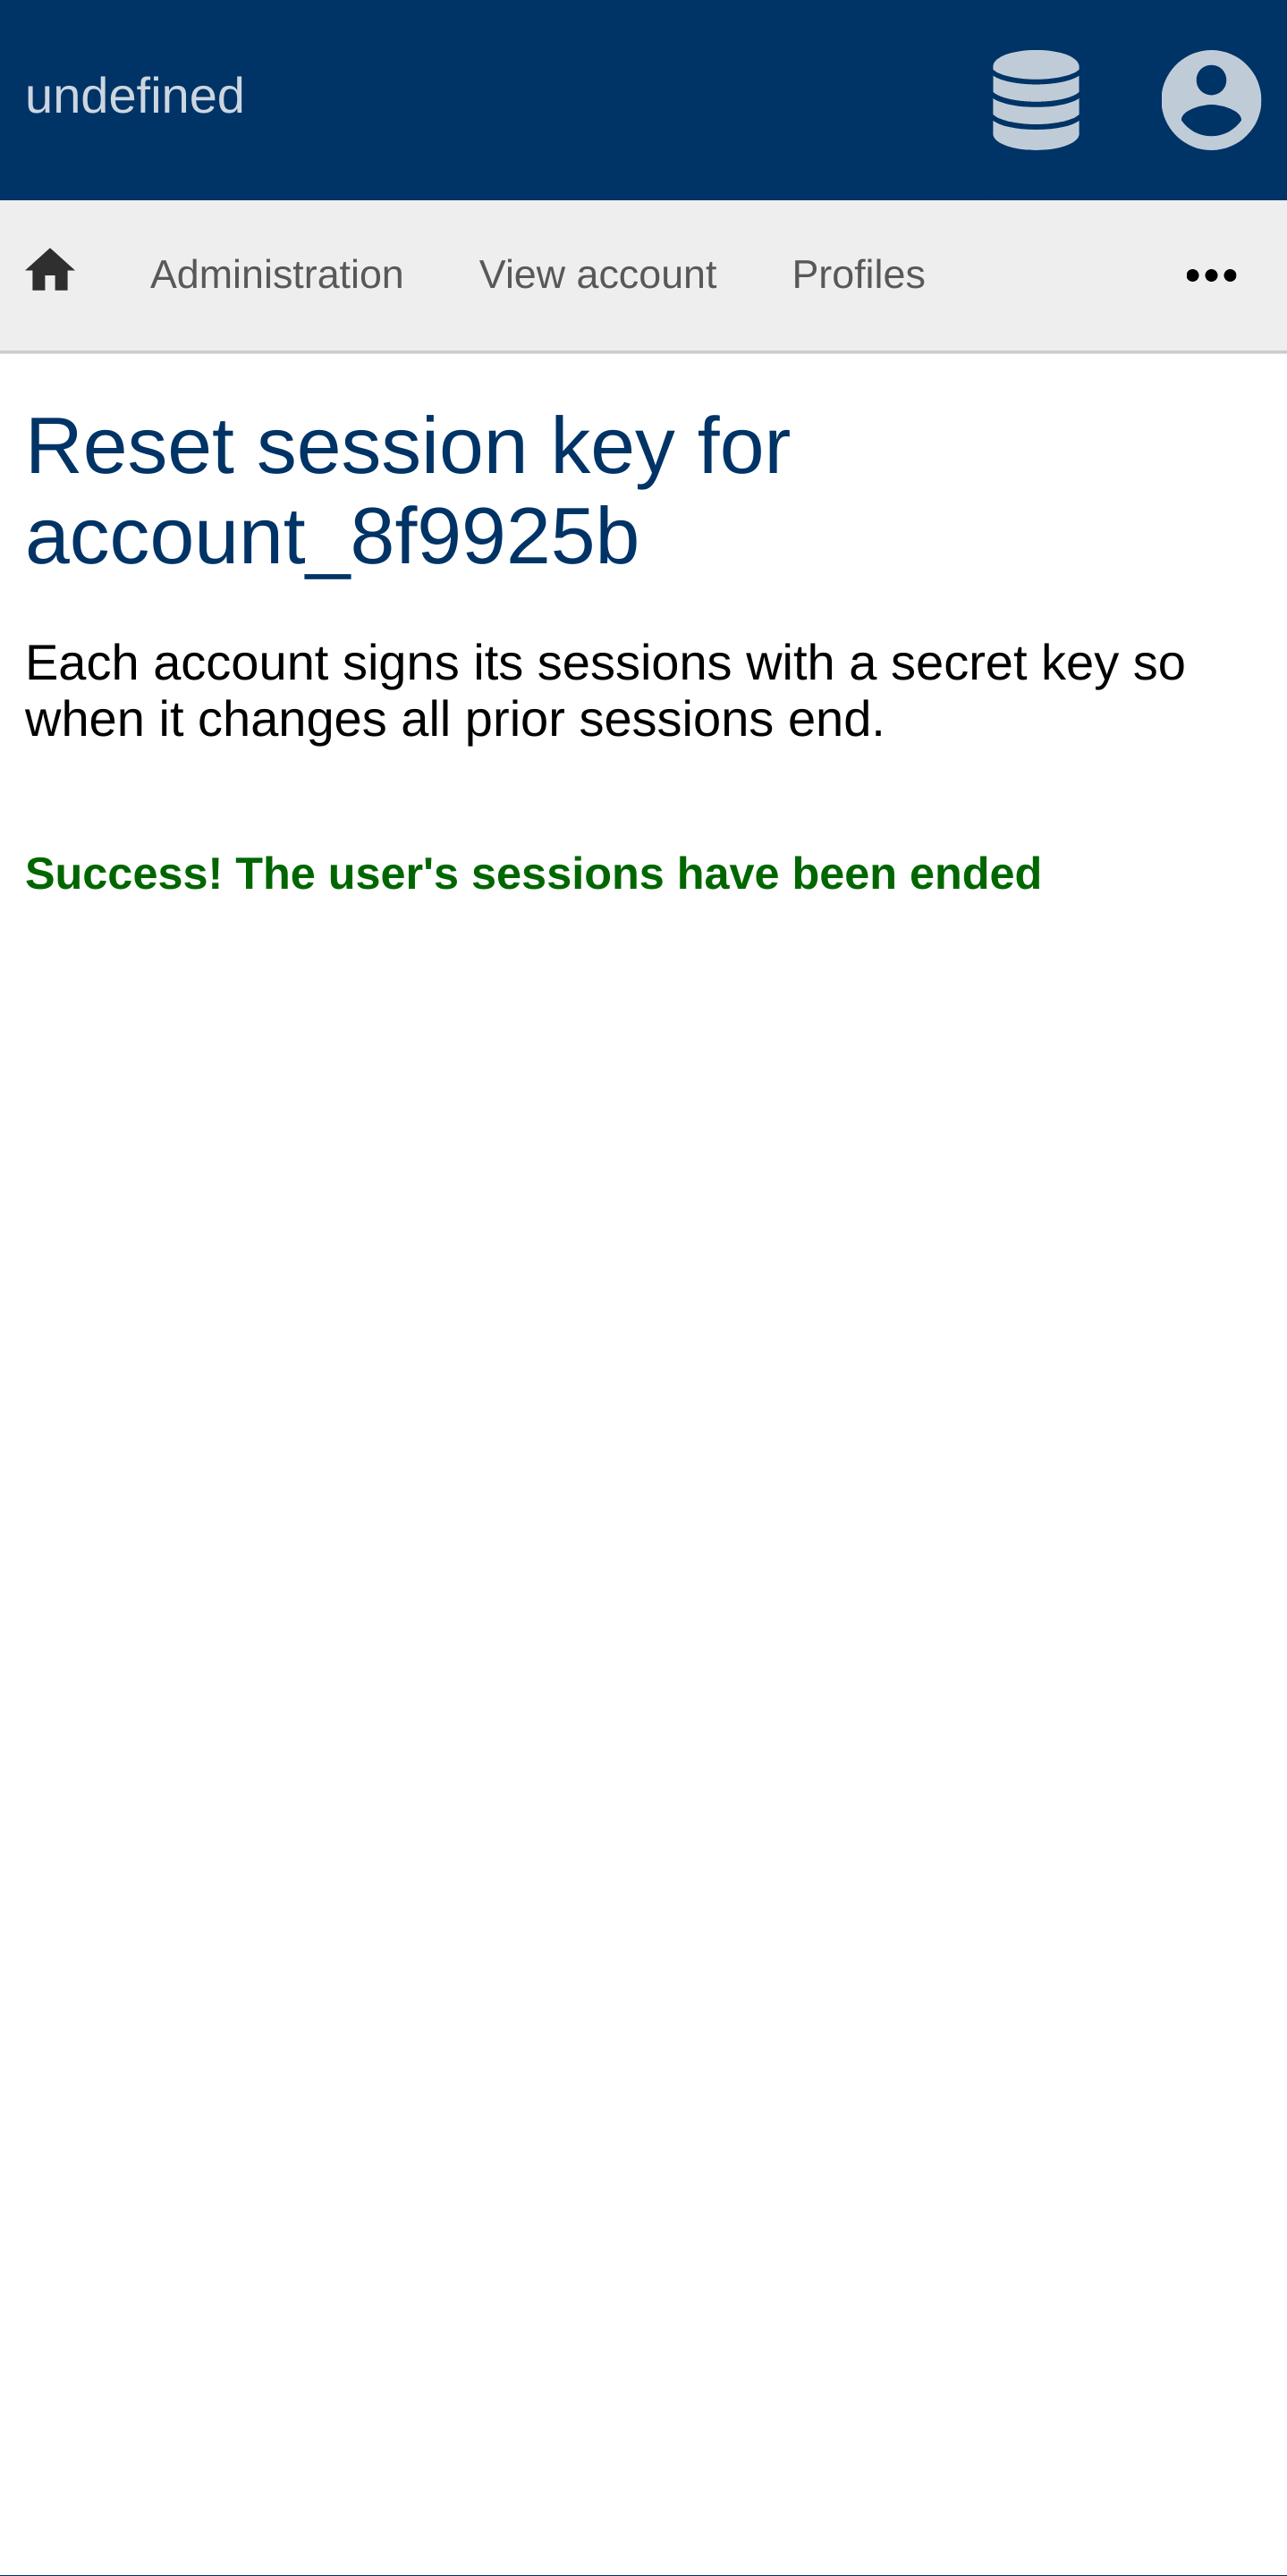 undefined
Administration View account Profiles
Reset session key for
account_8f9925b
Each account signs its sessions with a secret key so
when it changes all prior sessions end.
Success! The user's sessions have been ended